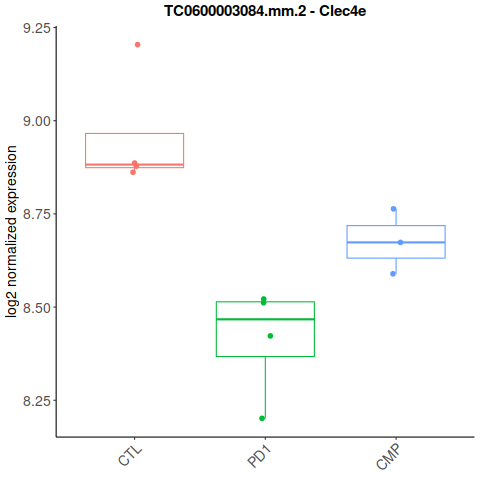 TC0600003084.mm.2 - Clec4e
log2 normalized expression
9.25
9.00
8.75
8.50
8.25
CTL
PD1
CMP